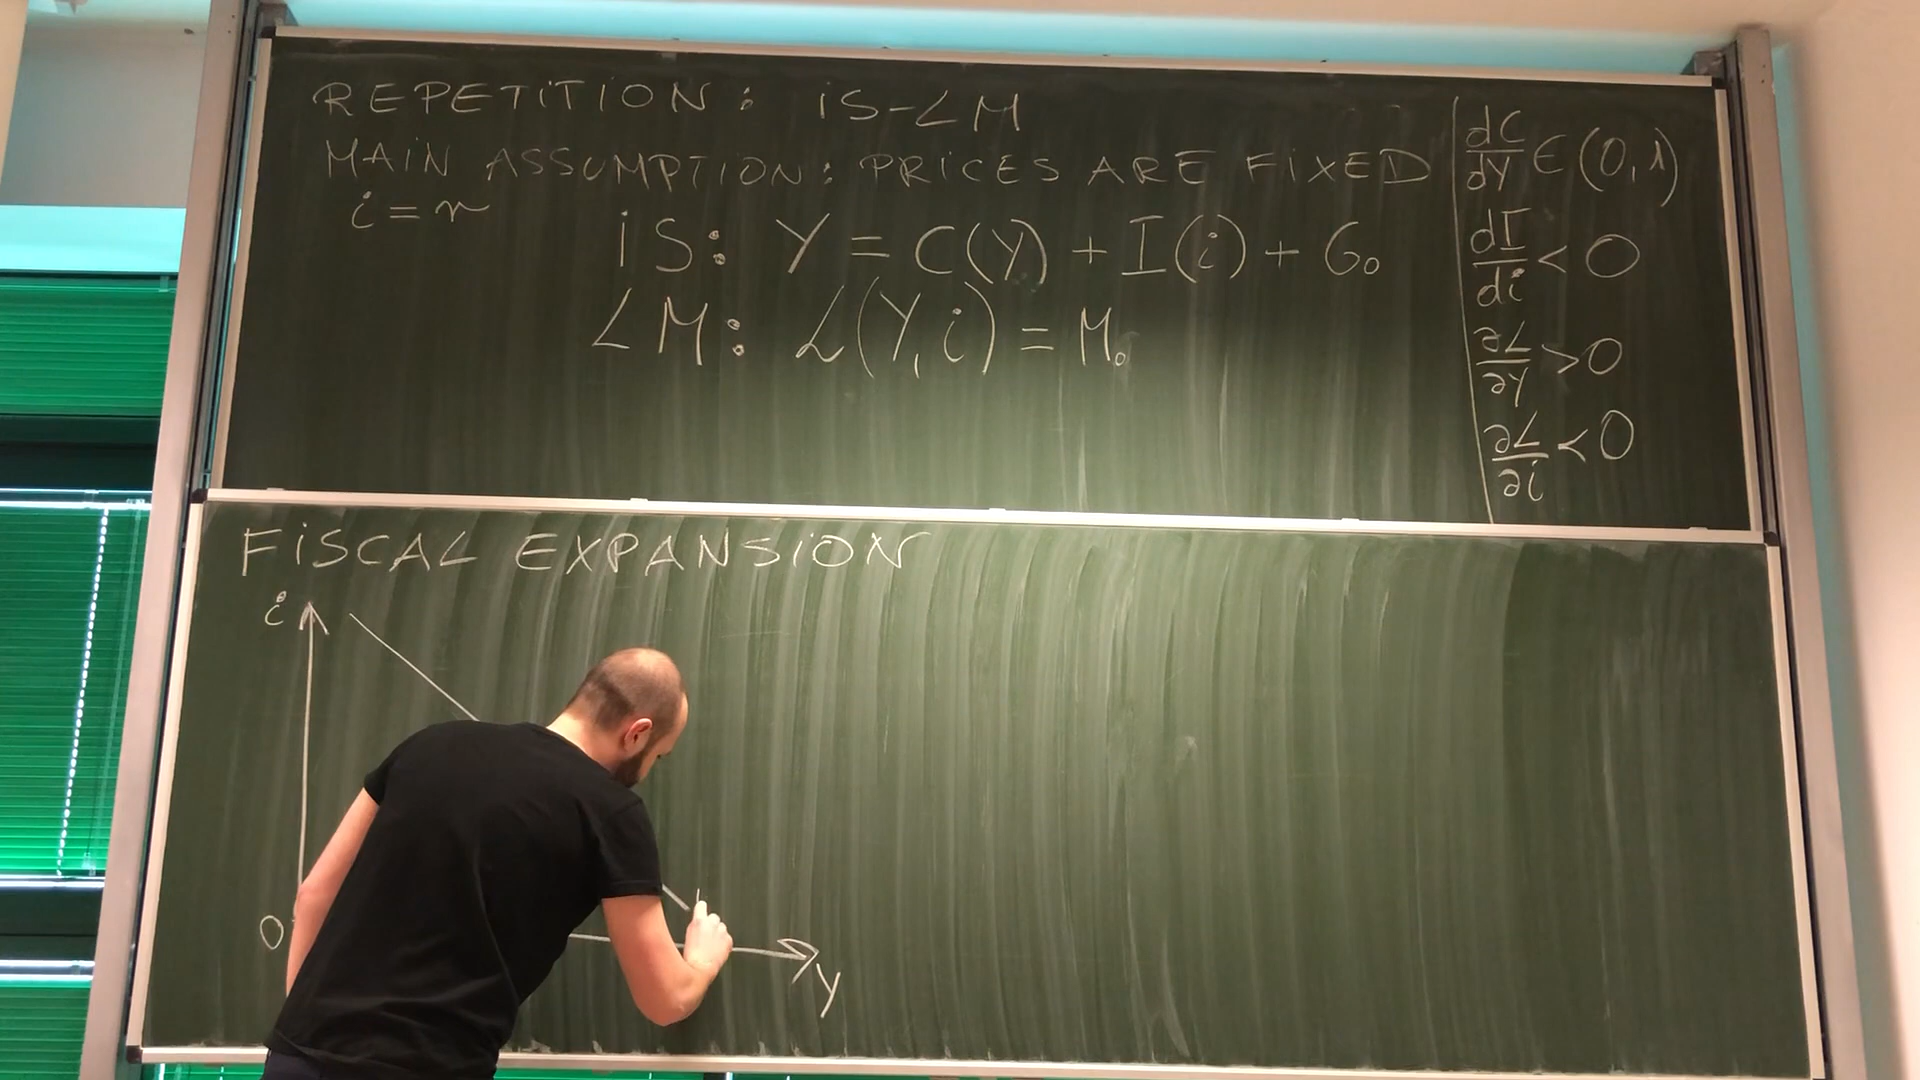 REPETITION: iS-LM
MAIN ASSUMPTION: PRICES ARE FIXED
i = r
iS: Y = C(Y) + I(i) + G₀
LM: L(Y, i) = M₀
dC/dY ∈ (0, 1)
dI/di < 0
∂L/∂Y > 0
∂L/∂i < 0
FiSCAL EXPANSiON
i
0
Y